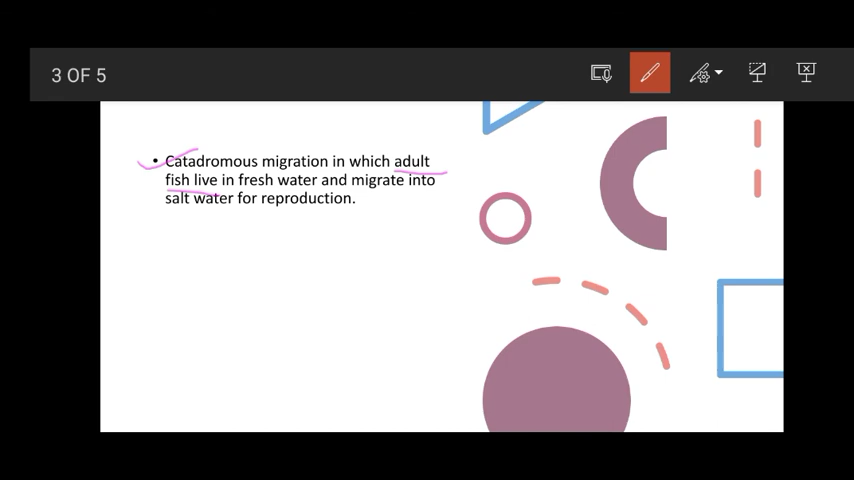 3 OF 5
• Catadromous migration in which adult
fish live in fresh water and migrate into
salt water for reproduction.